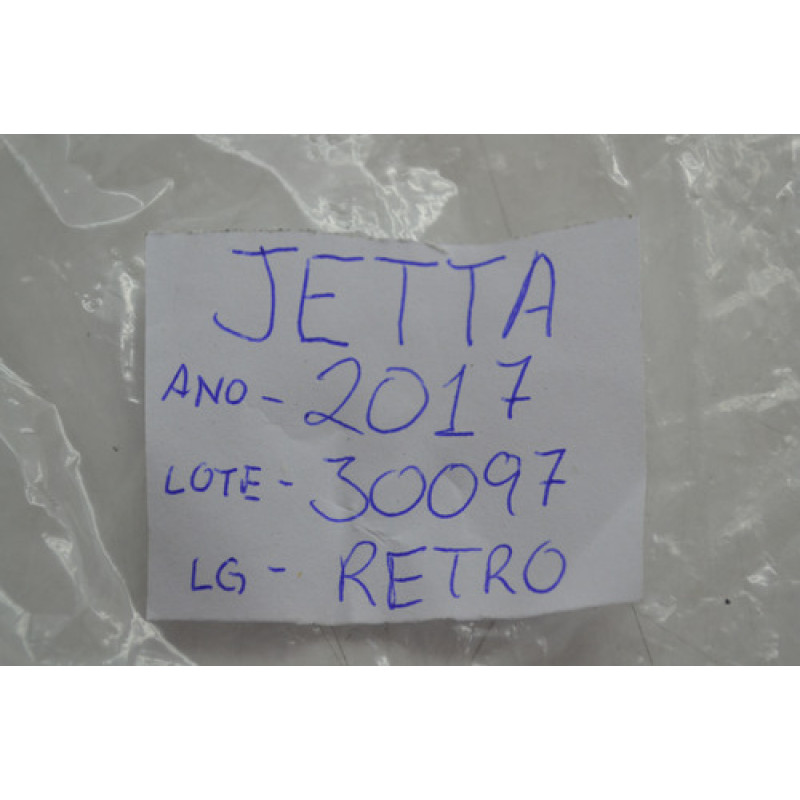 JETTA
ANO - 2017
LOTE - 30097
LG - RETRO